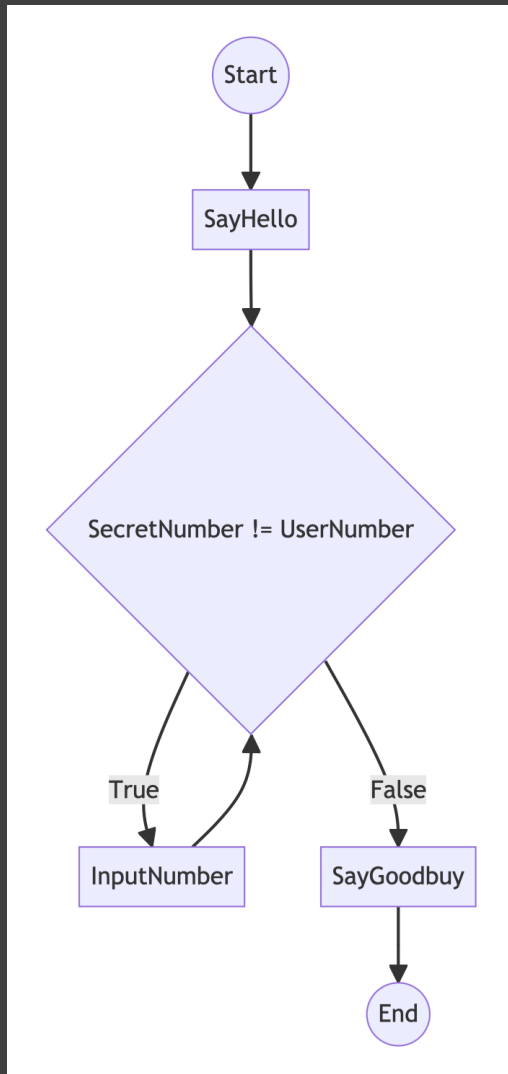 Start
SayHello
SecretNumber != UserNumber
True
False
InputNumber
SayGoodbuy
End